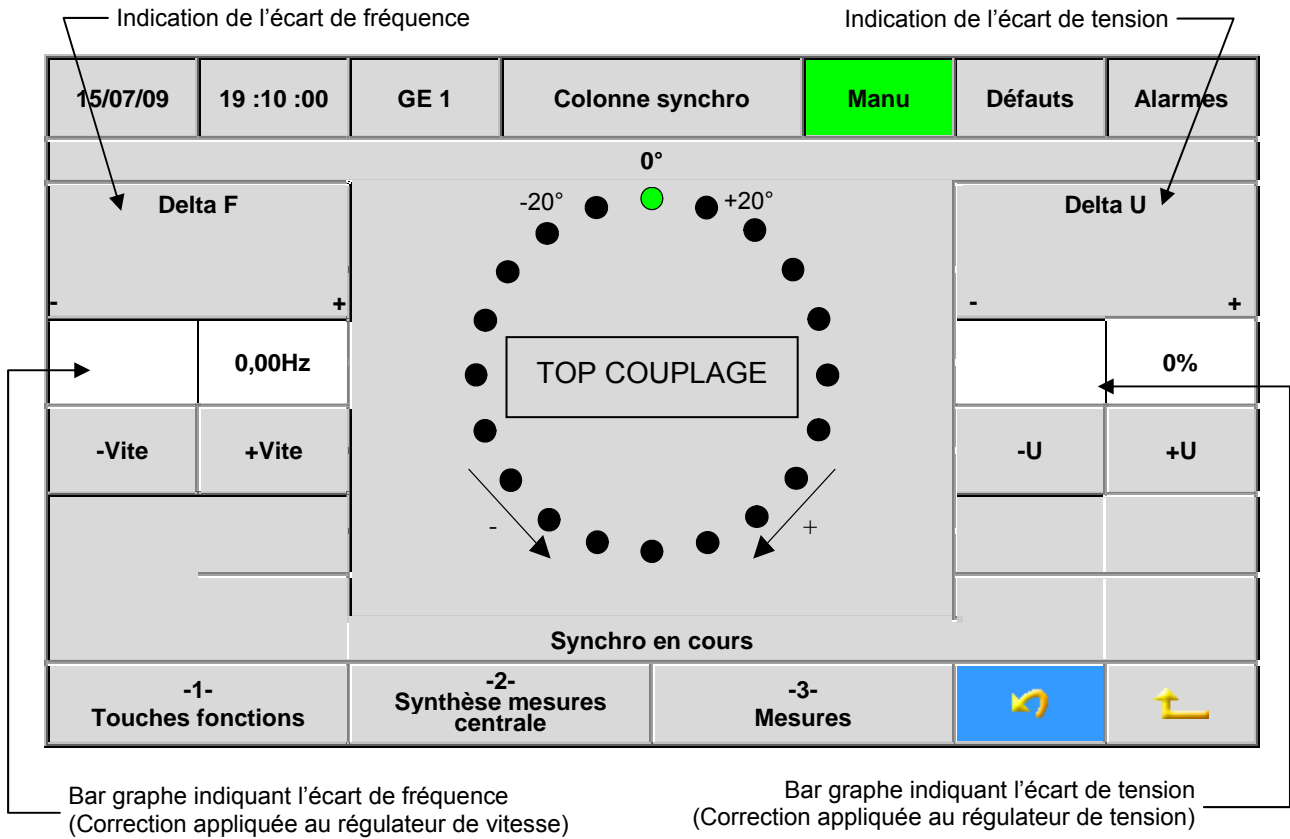 Indication de l’écart de fréquence
Indication de l’écart de tension
15/07/09
19 :10 :00
GE 1
Colonne synchro
Manu
Défauts
Alarmes
0°
Delta F
-20°
+20°
Delta U
-
+
-
+
0,00Hz
TOP COUPLAGE
0%
-Vite
+Vite
-U
+U
-
+
Synchro en cours
-1-
Touches fonctions
-2-
Synthèse mesures
centrale
-3-
Mesures
Bar graphe indiquant l’écart de fréquence
(Correction appliquée au régulateur de vitesse)
Bar graphe indiquant l’écart de tension
(Correction appliquée au régulateur de tension)